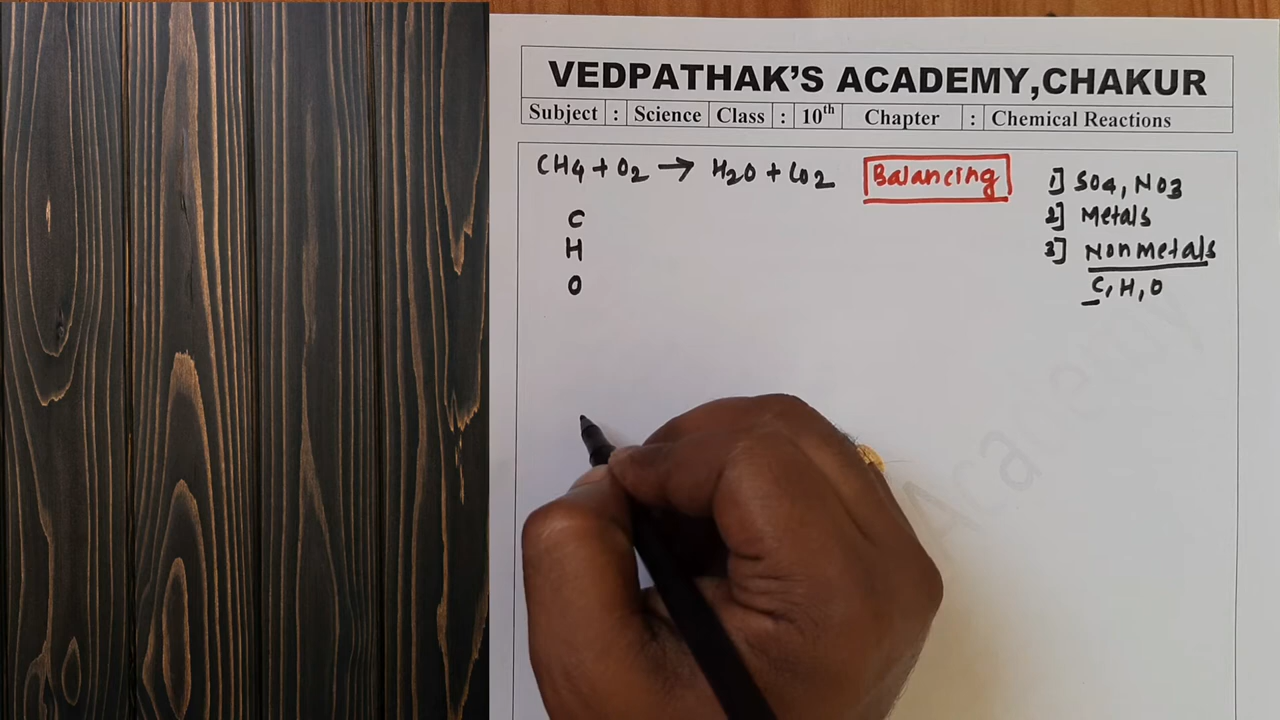 VEDPATHAK'S ACADEMY,CHAKUR
Subject : Science Class : 10th Chapter : Chemical Reactions
CH4 + O2 → H2O + CO2 Balancing
C
H
O
1] SO4, NO3
2] Metals
3] Nonmetals
C, H, O
Academy